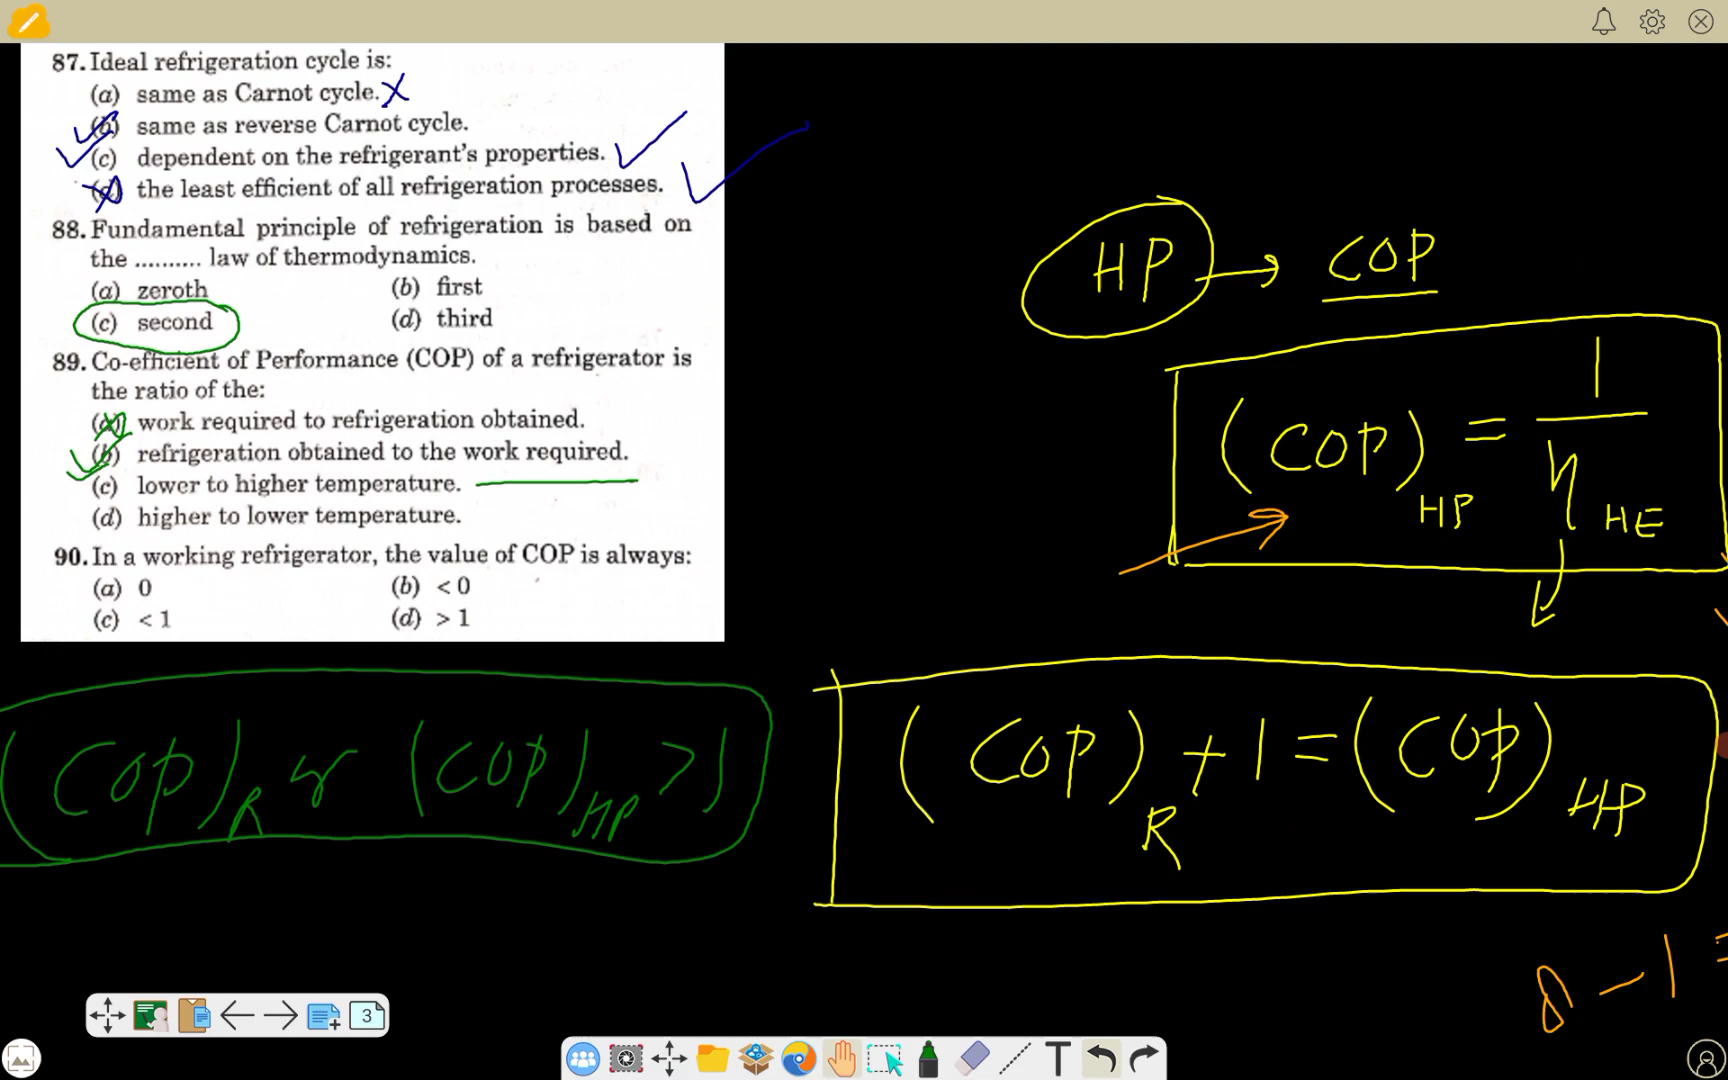 87. Ideal refrigeration cycle is:
(a) same as Carnot cycle.
(b) same as reverse Carnot cycle.
(c) dependent on the refrigerant's properties.
(d) the least efficient of all refrigeration processes.
88. Fundamental principle of refrigeration is based on
the .......... law of thermodynamics.
(a) zeroth (b) first
(c) second (d) third
89. Co-efficient of Performance (COP) of a refrigerator is
the ratio of the:
(a) work required to refrigeration obtained.
(b) refrigeration obtained to the work required.
(c) lower to higher temperature.
(d) higher to lower temperature.
90. In a working refrigerator, the value of COP is always:
(a) 0 (b) < 0
(c) < 1 (d) > 1
HP → COP
(COP)HP = 1/η HE
(COP)R + 1 = (COP)HP
(COP)R or (COP)HP > 1
8 - 1 =
3
T